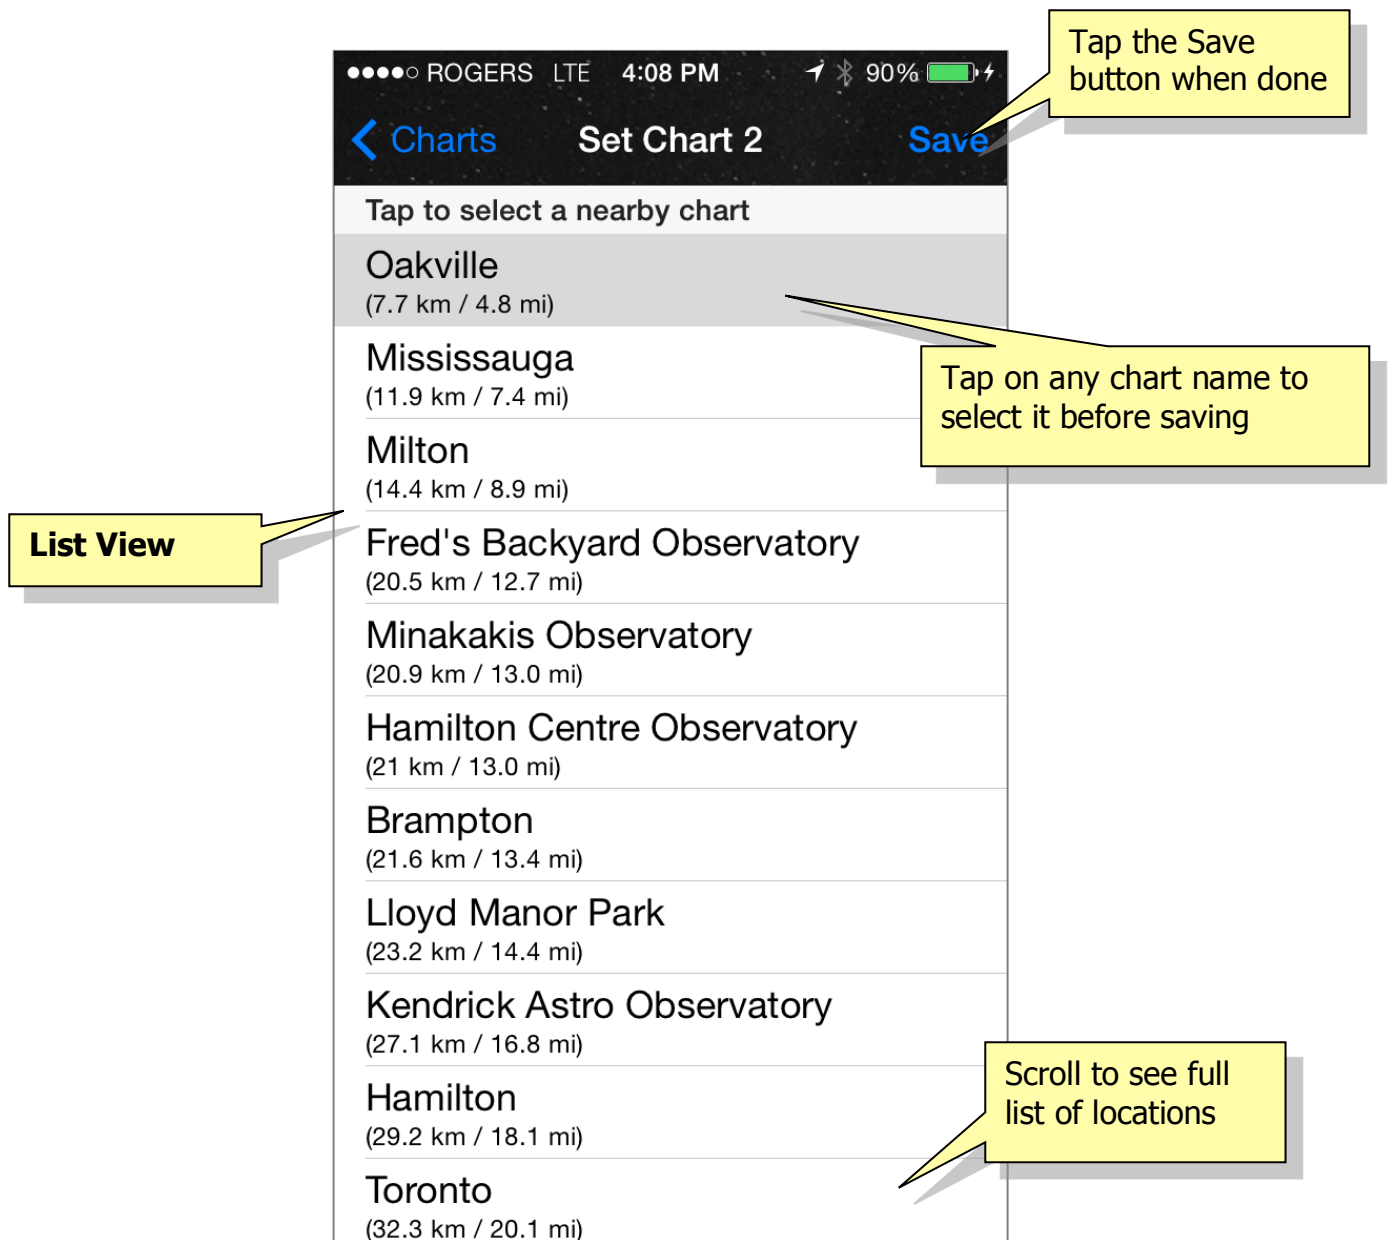 Tap the Save
button when done
ROGERS LTE 4:08 PM 90%
Charts Set Chart 2 Save
Tap to select a nearby chart
Oakville
(7.7 km / 4.8 mi)
Mississauga
(11.9 km / 7.4 mi)
Tap on any chart name to
select it before saving
Milton
(14.4 km / 8.9 mi)
List View
Fred's Backyard Observatory
(20.5 km / 12.7 mi)
Minakakis Observatory
(20.9 km / 13.0 mi)
Hamilton Centre Observatory
(21 km / 13.0 mi)
Brampton
(21.6 km / 13.4 mi)
Lloyd Manor Park
(23.2 km / 14.4 mi)
Kendrick Astro Observatory
(27.1 km / 16.8 mi)
Scroll to see full
list of locations
Hamilton
(29.2 km / 18.1 mi)
Toronto
(32.3 km / 20.1 mi)